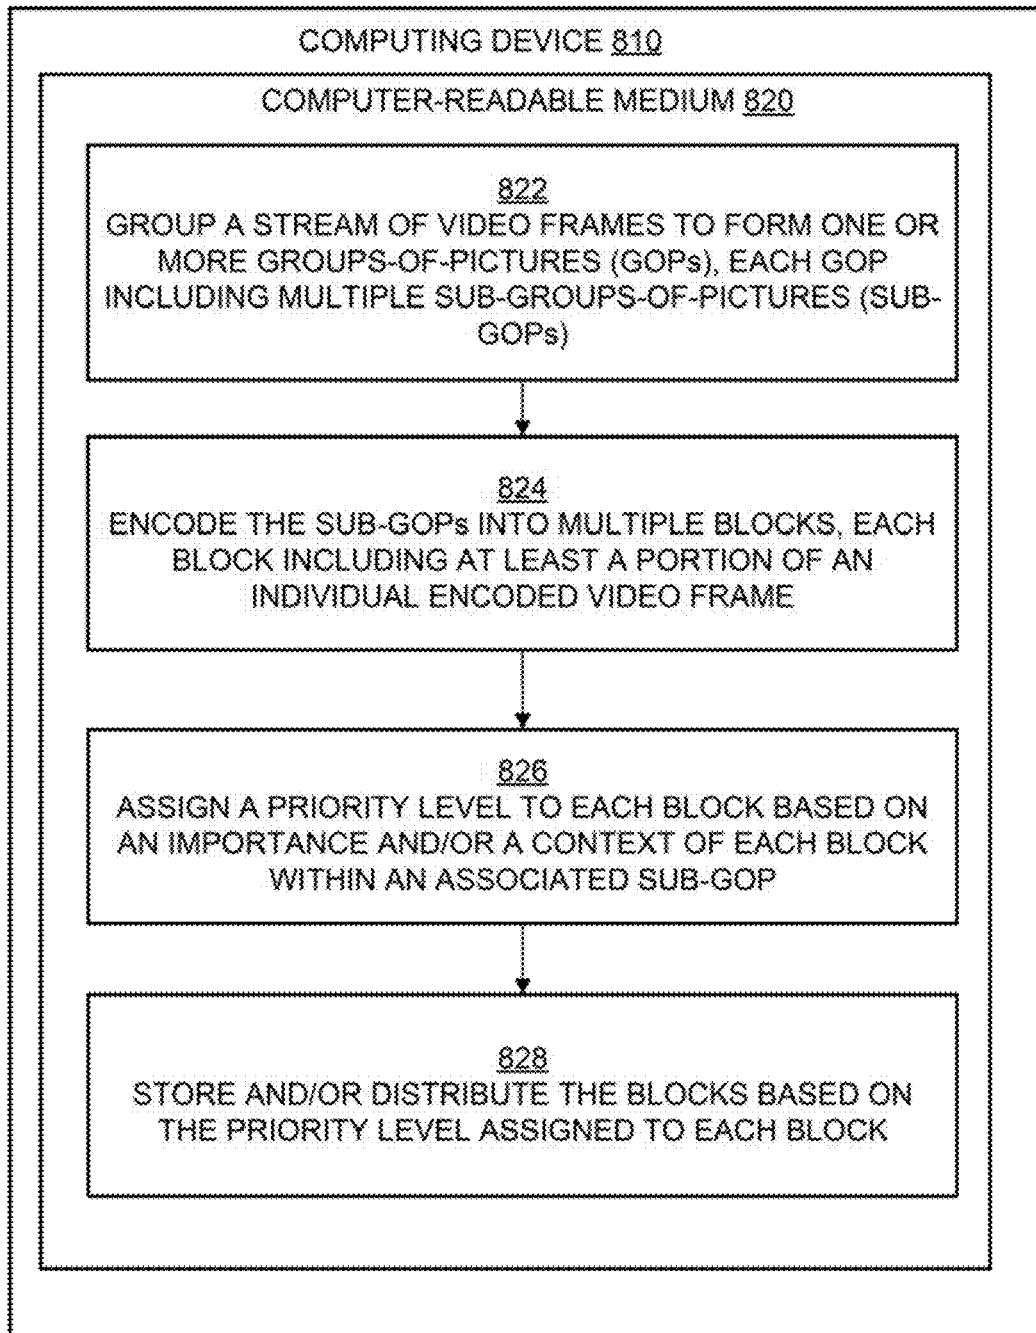 COMPUTING DEVICE 810
COMPUTER-READABLE MEDIUM 820
822
GROUP A STREAM OF VIDEO FRAMES TO FORM ONE OR
MORE GROUPS-OF-PICTURES (GOPs), EACH GOP
INCLUDING MULTIPLE SUB-GROUPS-OF-PICTURES (SUB-
GOPs)
824
ENCODE THE SUB-GOPs INTO MULTIPLE BLOCKS, EACH
BLOCK INCLUDING AT LEAST A PORTION OF AN
INDIVIDUAL ENCODED VIDEO FRAME
826
ASSIGN A PRIORITY LEVEL TO EACH BLOCK BASED ON
AN IMPORTANCE AND/OR A CONTEXT OF EACH BLOCK
WITHIN AN ASSOCIATED SUB-GOP
828
STORE AND/OR DISTRIBUTE THE BLOCKS BASED ON
THE PRIORITY LEVEL ASSIGNED TO EACH BLOCK